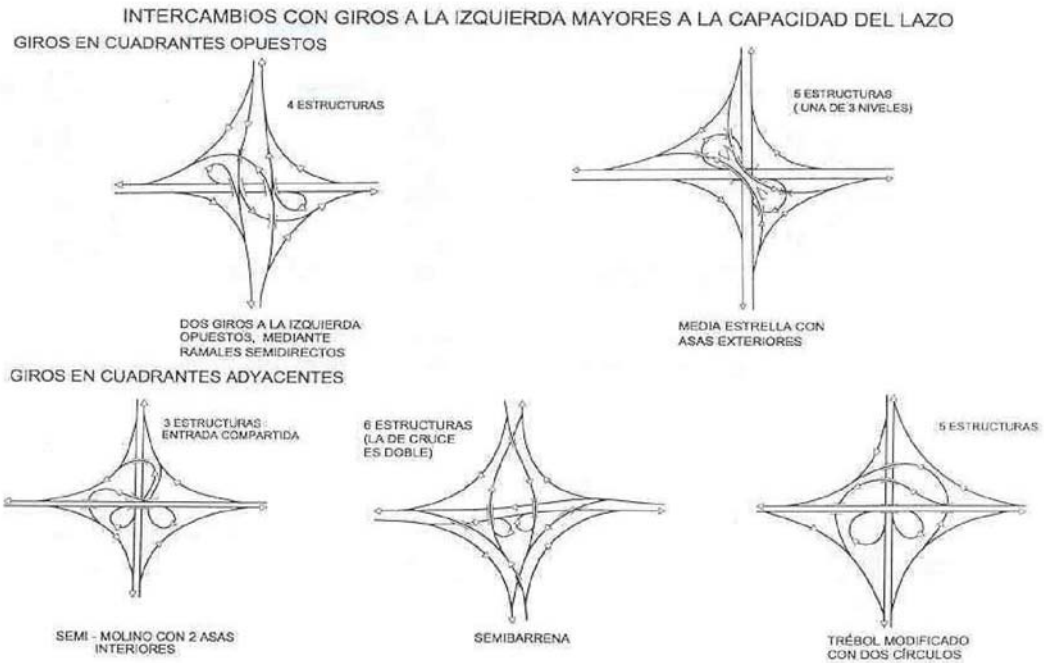 INTERCAMBIOS CON GIROS A LA IZQUIERDA MAYORES A LA CAPACIDAD DEL LAZO
GIROS EN CUADRANTES OPUESTOS
4 ESTRUCTURAS
5 ESTRUCTURAS
( UNA DE 3 NIVELES)
DOS GIROS A LA IZQUIERDA
OPUESTOS, MEDIANTE
RAMALES SEMIDIRECTOS
MEDIA ESTRELLA CON
ASAS EXTERIORES
GIROS EN CUADRANTES ADYACENTES
3 ESTRUCTURAS
ENTRADA COMPARTIDA
6 ESTRUCTURAS
(LA DE CRUCE
ES DOBLE)
5 ESTRUCTURAS
SEMI - MOLINO CON 2 ASAS
INTERIORES
SEMIBARRENA
TRÉBOL MODIFICADO
CON DOS CÍRCULOS